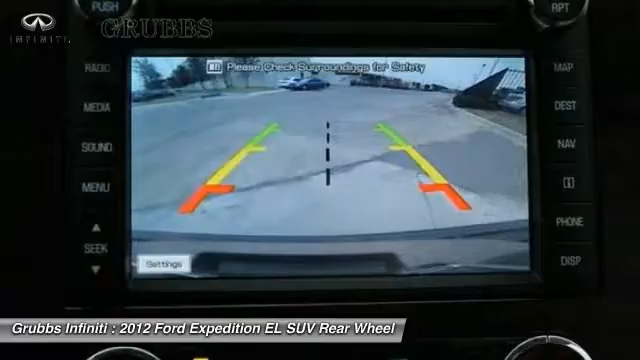 INFINITI
GRUBBS
PUSH
RPT
Please Check Surroundings for Safety
RADIO
MAP
MEDIA
DEST
SOUND
NAV
MENU
PHONE
SEEK
DISP
Settings
Grubbs Infiniti : 2012 Ford Expedition EL SUV Rear Wheel